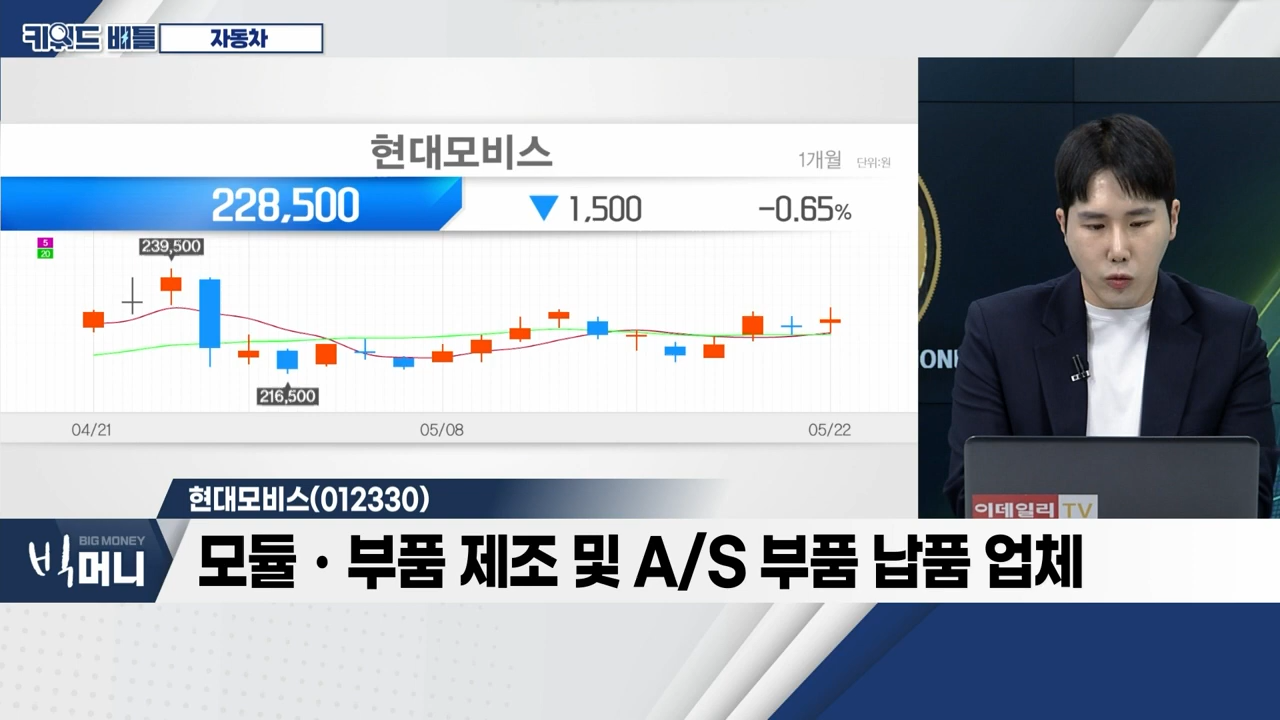 키워드 배틀 자동차
현대모비스
1개월 단위:원
228,500 ▼ 1,500 -0.65%
5
20
239,500
216,500
04/21 05/08 05/22
이데일리TV
현대모비스(012330)
BIG MONEY
빅머니
모듈·부품 제조 및 A/S 부품 납품 업체